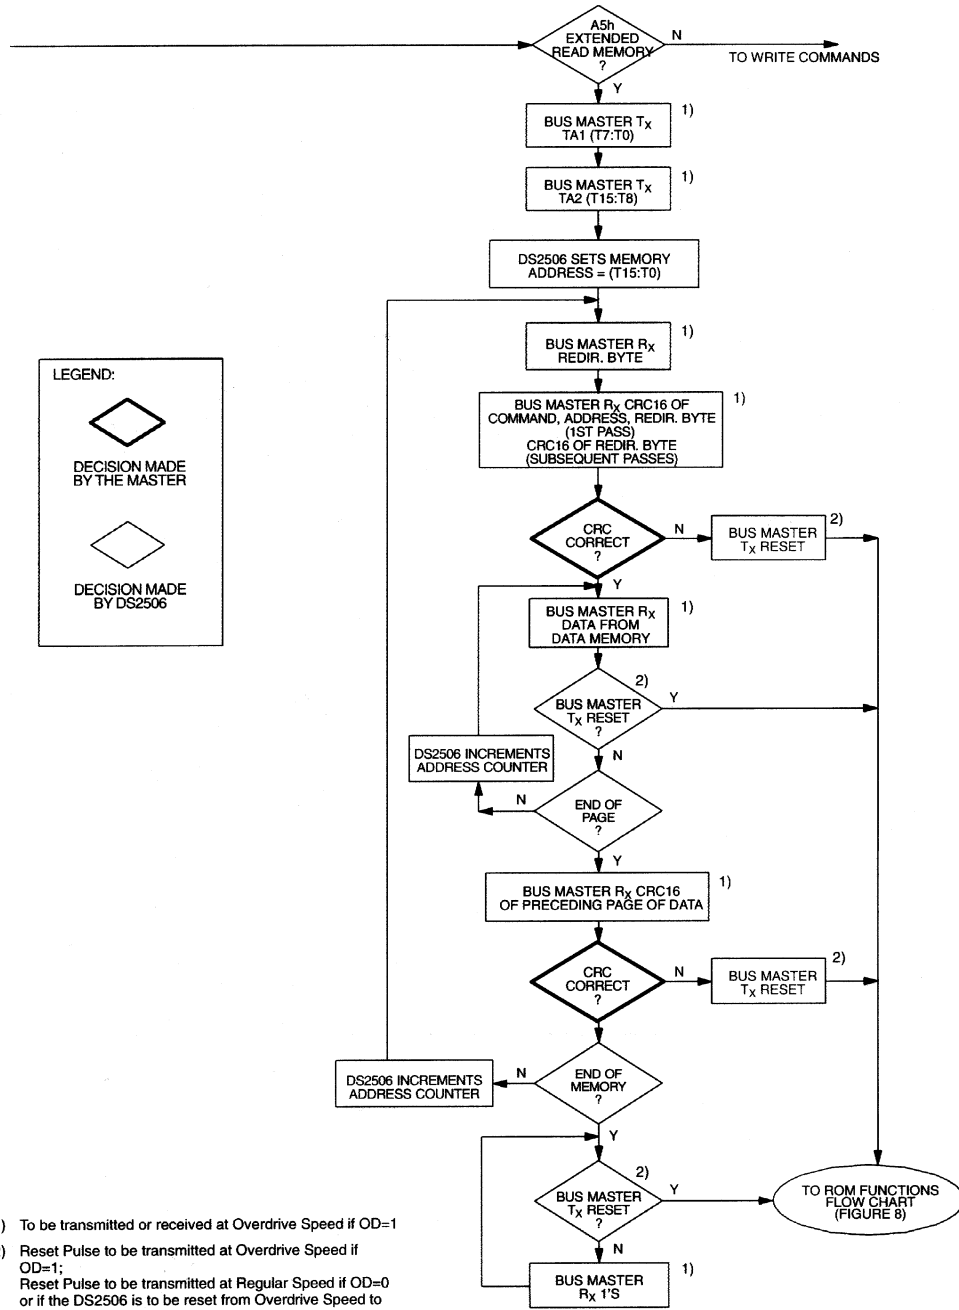 A5h
EXTENDED
READ MEMORY
?
N
TO WRITE COMMANDS
Y
BUS MASTER TX
TA1 (T7:T0)
1)
BUS MASTER TX
TA2 (T15:T8)
1)
DS2506 SETS MEMORY
ADDRESS = (T15:T0)
BUS MASTER RX
REDIR. BYTE
1)
LEGEND:
DECISION MADE
BY THE MASTER
DECISION MADE
BY DS2506
BUS MASTER RX CRC16 OF
COMMAND, ADDRESS, REDIR. BYTE
(1ST PASS)
CRC16 OF REDIR. BYTE
(SUBSEQUENT PASSES)
1)
CRC
CORRECT
?
N
BUS MASTER
TX RESET
2)
Y
BUS MASTER RX
DATA FROM
DATA MEMORY
1)
BUS MASTER
TX RESET
?
2)
Y
N
DS2506 INCREMENTS
ADDRESS COUNTER
END OF
PAGE
?
N
Y
BUS MASTER RX CRC16
OF PRECEDING PAGE OF DATA
1)
CRC
CORRECT
?
N
BUS MASTER
TX RESET
2)
END OF
MEMORY
?
N
DS2506 INCREMENTS
ADDRESS COUNTER
Y
BUS MASTER
TX RESET
?
2)
Y
TO ROM FUNCTIONS
FLOW CHART
(FIGURE 8)
N
BUS MASTER
RX 1'S
1)
) To be transmitted or received at Overdrive Speed if OD=1
) Reset Pulse to be transmitted at Overdrive Speed if
OD=1;
Reset Pulse to be transmitted at Regular Speed if OD=0
or if the DS2506 is to be reset from Overdrive Speed to